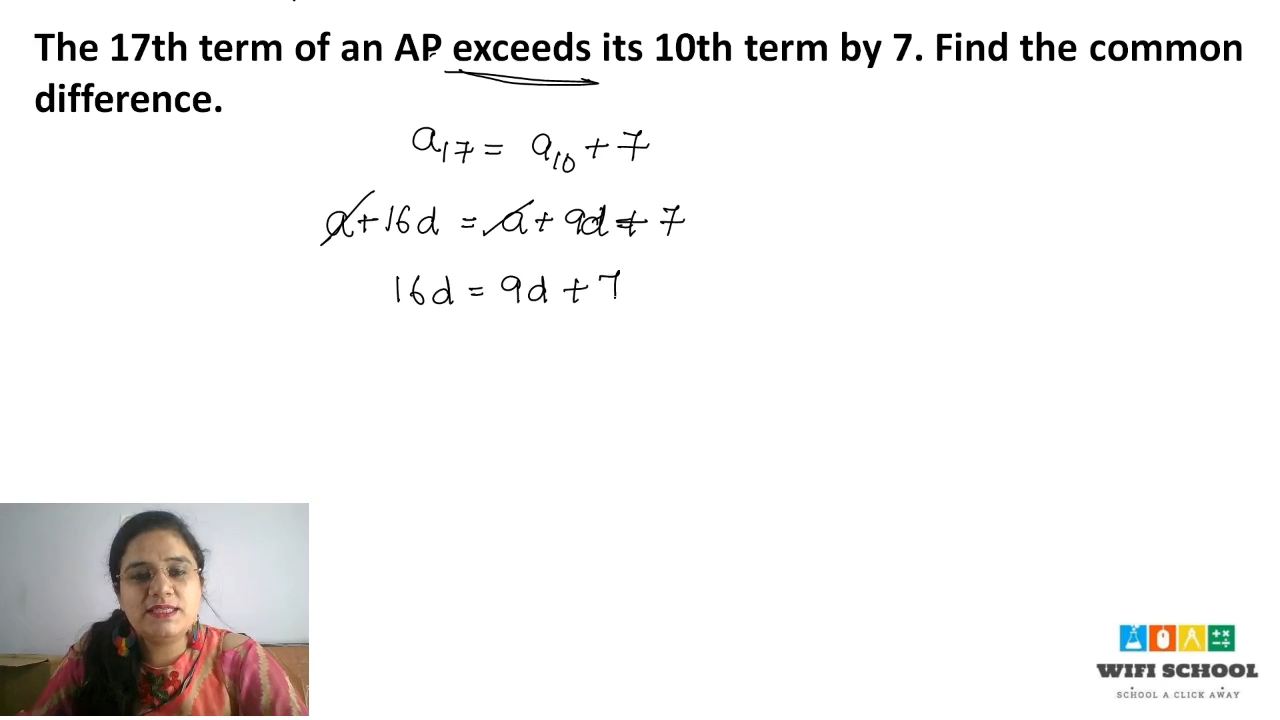 The 17th term of an AP exceeds its 10th term by 7. Find the common
difference.
a17 = a10 + 7
a+16d = a + 9d + 7
16d = 9d + 7
WIFI SCHOOL
SCHOOL A CLICK AWAY